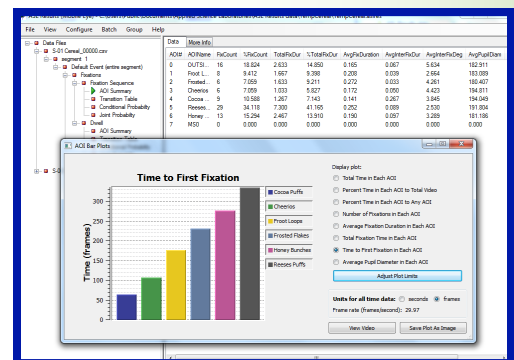 File View Configure Batch Group Help
Data Files
S-01 Cereal_00000.csv
segment 1
Default Event (entire segment)
Fixations
Fixation Sequence
AOI Summary
Transition Table
Conditional Probability
Joint Probability
Dwell
AOI Summary
Data More Info
AOI# AOIName FixCount %FixCount TotalFixDur %TotalFixDur AvgFixDuration AvgInterFixDur AvgInterFixDeg AvgPupilDiam
0 OUTSI... 16 18.824 2.633 14.850 0.165 0.067 5.634 182.911
1 Froot L... 8 9.412 1.667 9.398 0.208 0.039 2.664 183.089
2 Frosted... 6 7.059 1.633 9.211 0.272 0.033 4.261 180.407
3 Cheerios 6 7.059 1.033 5.827 0.172 0.050 4.423 194.811
4 Cocoa ... 9 10.588 1.267 7.143 0.141 0.267 3.845 194.049
5 Reeses... 29 34.118 7.300 41.165 0.252 0.089 2.530 191.804
6 Honey ... 13 15.294 2.467 13.910 0.190 0.097 3.289 181.186
7 MS0 0 0.000 0.000 0.000 0.000 0.000 0.000 0.000
AOI Bar Plots
Time to First Fixation
Time (frames)
300
250
200
150
100
50
0
Cocoa Puffs
Cheerios
Froot Loops
Frosted Flakes
Honey Bunches
Reeses Puffs
Display plot:
Total Time in Each AOI
Percent Time in Each AOI to Total Video
Percent Time in Each AOI to Any AOI
Number of Fixations in Each AOI
Average Fixation Duration in Each AOI
Total Fixation Time in Each AOI
Time to First Fixation in Each AOI
Average Pupil Diameter in Each AOI
Adjust Plot Limits
Units for all time data: seconds frames
Frame rate (frames/second): 29.97
View Video Save Plot As Image